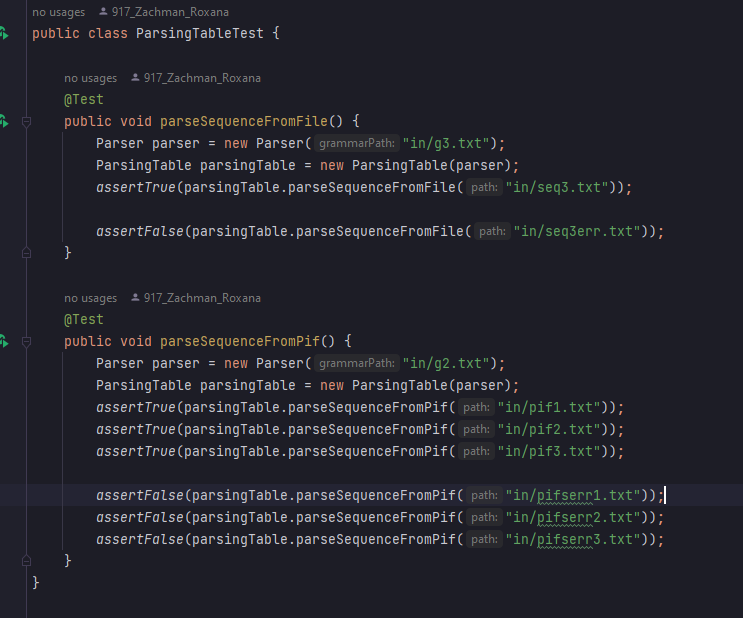 no usages 917_Zachman_Roxana
public class ParsingTableTest {
no usages 917_Zachman_Roxana
@Test
public void parseSequenceFromFile() {
Parser parser = new Parser( grammarPath: "in/g3.txt");
ParsingTable parsingTable = new ParsingTable(parser);
assertTrue(parsingTable.parseSequenceFromFile( path: "in/seq3.txt"));
assertFalse(parsingTable.parseSequenceFromFile( path: "in/seq3err.txt"));
}
no usages 917_Zachman_Roxana
@Test
public void parseSequenceFromPif() {
Parser parser = new Parser( grammarPath: "in/g2.txt");
ParsingTable parsingTable = new ParsingTable(parser);
assertTrue(parsingTable.parseSequenceFromPif( path: "in/pif1.txt"));
assertTrue(parsingTable.parseSequenceFromPif( path: "in/pif2.txt"));
assertTrue(parsingTable.parseSequenceFromPif( path: "in/pif3.txt"));
assertFalse(parsingTable.parseSequenceFromPif( path: "in/pifserr1.txt"));
assertFalse(parsingTable.parseSequenceFromPif( path: "in/pifserr2.txt"));
assertFalse(parsingTable.parseSequenceFromPif( path: "in/pifserr3.txt"));
}
}